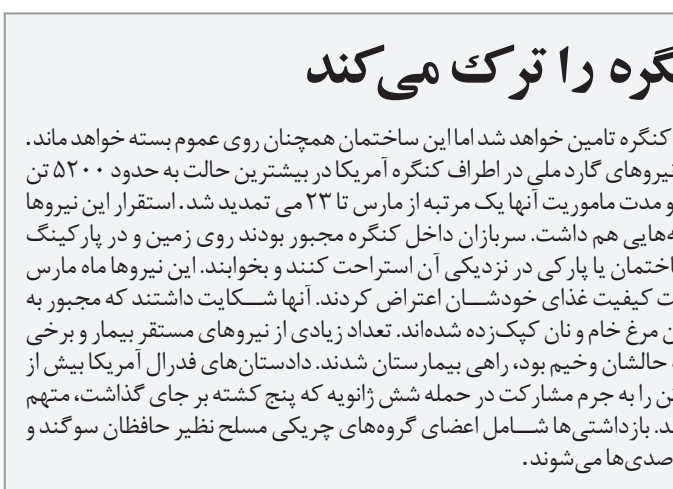 را ترک می‌کند
کنگره تامین خواهد شد اما این ساختمان همچنان روی عموم بسته خواهد ماند.
نیروهای گارد ملی در اطراف کنگره آمریکا در بیشترین حالت به حدود ۵۲۰۰ تن
و مدت ماموریت آنها یک مرتبه از مارس تا ۲۳ می تمدید شد. استقرار این نیروها
هایی هم داشت. سربازان داخل کنگره مجبور بودند روی زمین و در پارکینگ
ساختمان یا پارکی در نزدیکی آن استراحت کنند و بخوابند. این نیروها ماه مارس
کیفیت غذای خودشان اعتراض کردند. آنها شکایت داشتند که مجبور به
مرغ خام و نان کپک‌زده شده‌اند. تعداد زیادی از نیروهای مستقر بیمار و برخی
حالشان وخیم بود، راهی بیمارستان شدند. دادستان‌های فدرال آمریکا بیش از
تن را به جرم مشارکت در حمله شش ژانویه که پنج کشته بر جای گذاشت، متهم
بازداشتی‌ها شامل اعضای گروه‌های چریکی مسلح نظیر حافظان سوگند و
صدی‌ها می‌شوند.